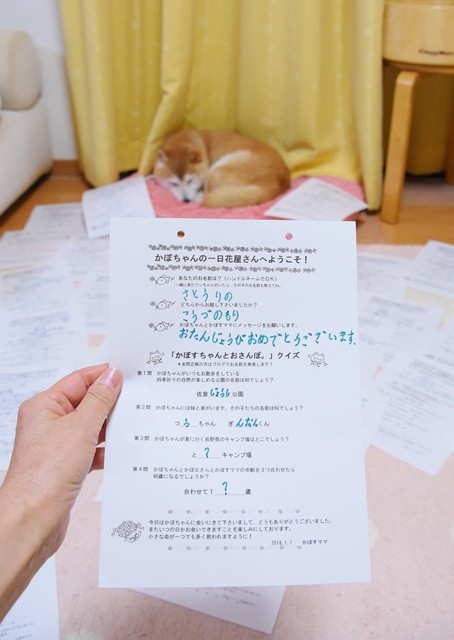 かぼちゃんの一日花屋さんへようこそ！
あなたのお名前は？（ハンドルネームでOK）
一緒に来たワンちゃんがいたら、その子のお名前も教えてね。
さとう りの
どちらからお越し下さいましたか？
こうづのもり
かぼちゃんとかぼすママにメッセージをお願いします。
おたんじょうびおめでとうございます。
「かぼすちゃんとおさんぽ。」クイズ
＊全問正解の方はブログでお名前を発表します！
第１問 かぼちゃんがいつもお散歩をしている
四季折々の自然が楽しめる公園の名前は何でしょう？
佐倉じょうし公園
第２問 かぼちゃんには妹と弟がいます。その子たちの名前は何でしょう？
つつちゃん ぎんなんくん
第３問 かぼちゃんが夏に行く長野県のキャンプ場はどこでしょう？
と？キャンプ場
第４問 かぼちゃんとかぼ父さんとかぼすママの年齢を３つ合わせたら
何歳になるでしょうか？
合わせて１？歳
今日はかぼちゃんに会いにきて下さいまして、どうもありがとうございました。
またいつの日かお会いできますことを楽しみにしております。
小さな命が一つでも多く救われますように！
かぼすママ